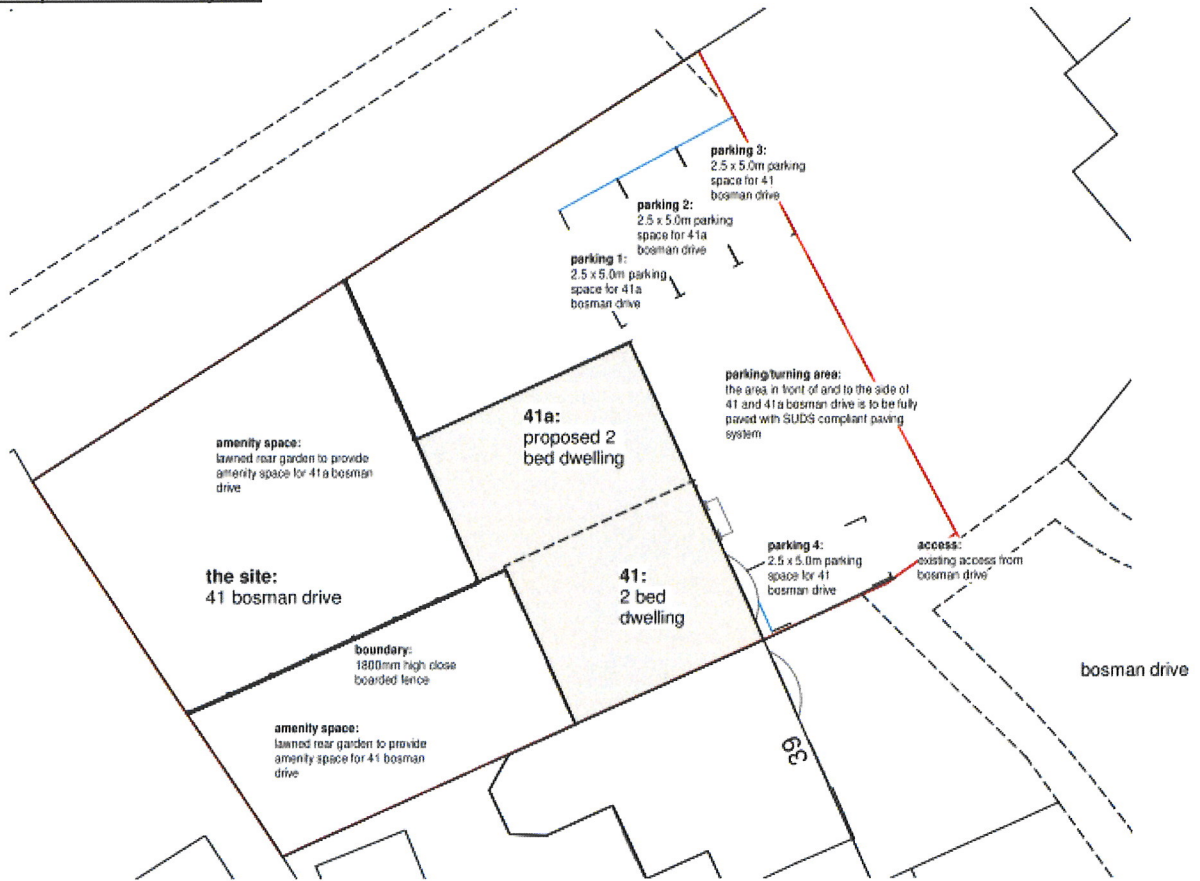 parking 3:
2.5 x 5.0m parking
space for 41
bosman drive
parking 2:
2.5 x 5.0m parking
space for 41a
bosman drive
parking 1:
2.5 x 5.0m parking
space for 41a
bosman drive
parking/turning area:
the area in front of and to the side of
41 and 41a bosman drive is to be fully
paved with SUDS compliant paving
system
41a:
proposed 2
bed dwelling
amenity space:
lawned rear garden to provide
amenity space for 41a bosman
drive
the site:
41 bosman drive
41:
2 bed
dwelling
parking 4:
2.5 x 5.0m parking
space for 41
bosman drive
access:
existing access from
bosman drive
boundary:
1800mm high close
boarded fence
bosman drive
amenity space:
lawned rear garden to provide
amenity space for 41 bosman
drive
39